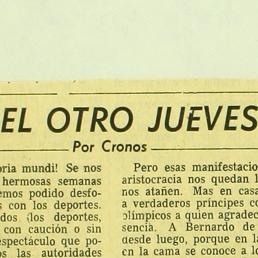 EL OTRO JUEVES
Por Cronos
oria mundi! Se nos
hermosas semanas
emos podido desfo-
s con los deportes.
dos (los deportes,
con caución o sin
espectáculo que po-
os las autoridades
Pero esas manifestacio
aristocracia nos quedan l
nos atañen. Mas en casa
a verdaderos príncipes co
olímpicos a quien agradec
sencia. A Bernardo de
desde luego, porque en la
en la cama se conoce a lo